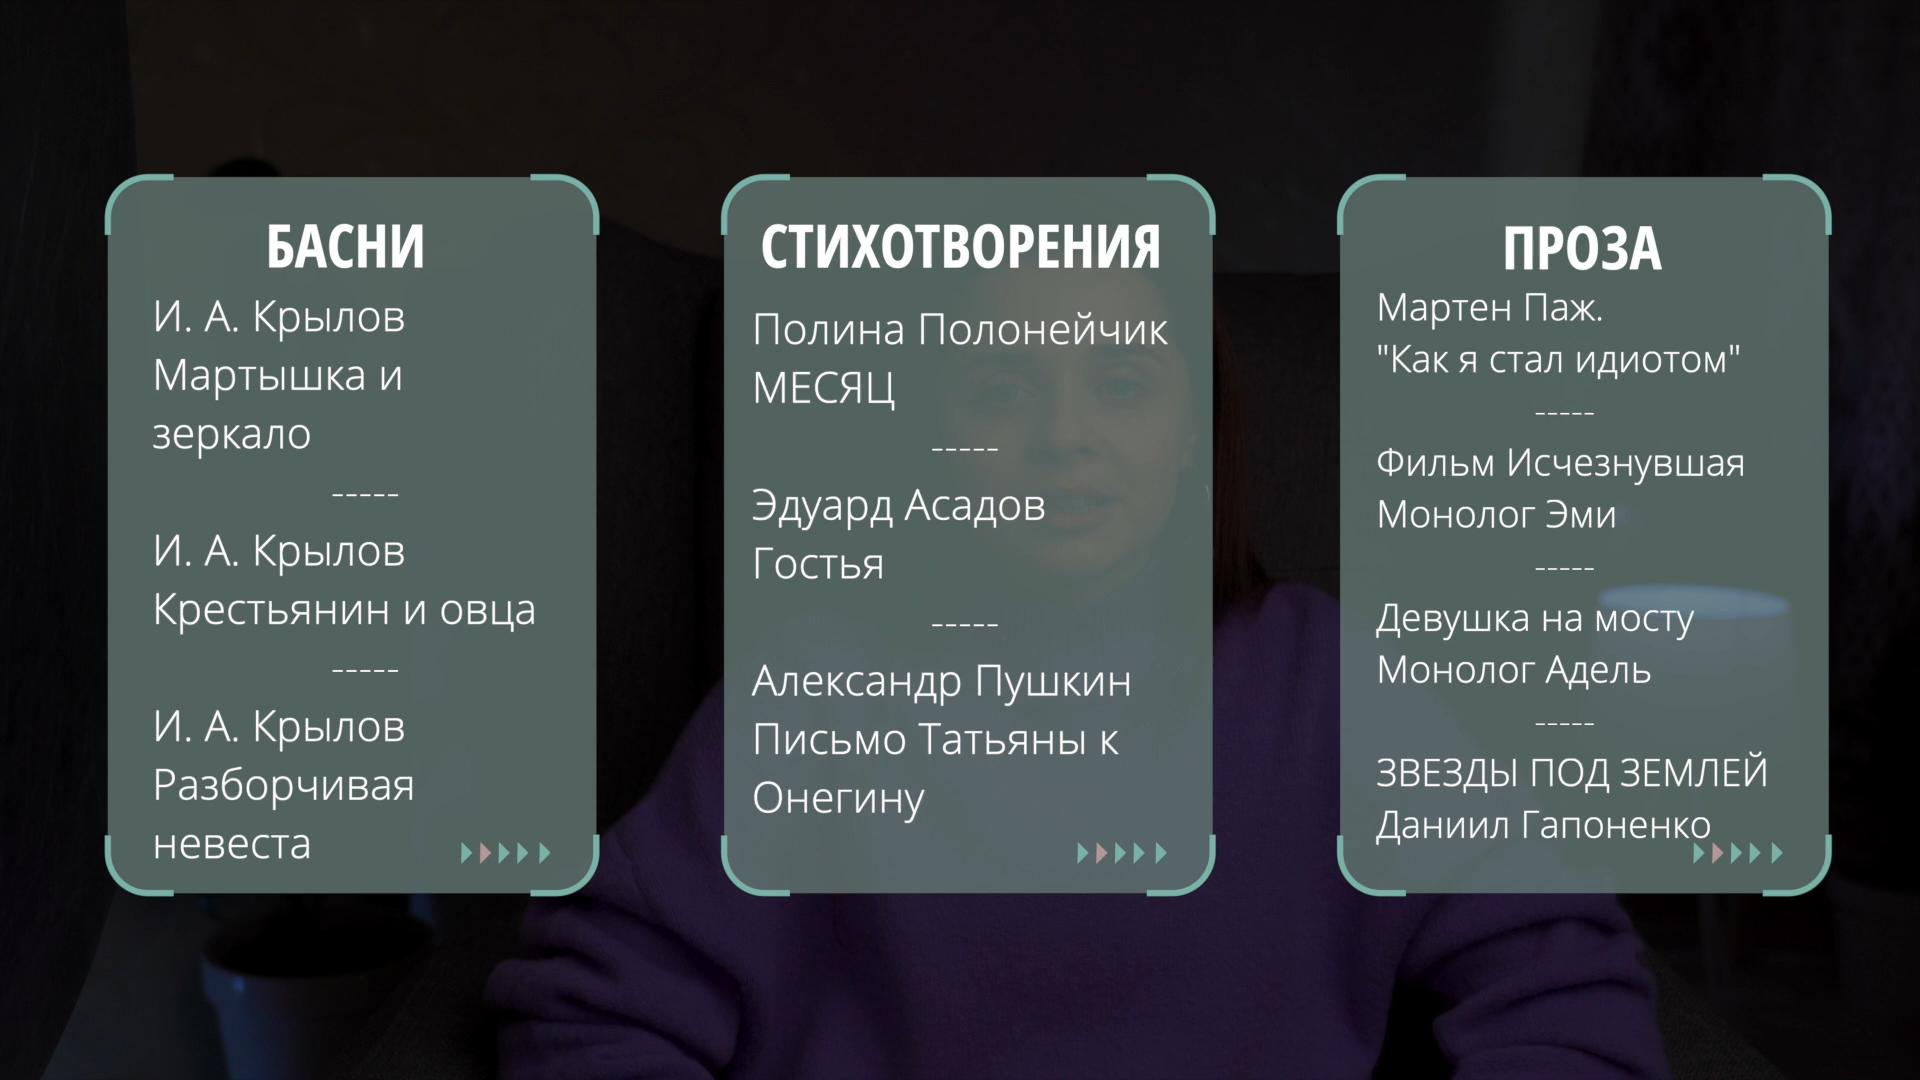 БАСНИ
И. А. Крылов
Мартышка и
зеркало
-----
И. А. Крылов
Крестьянин и овца
-----
И. А. Крылов
Разборчивая
невеста
СТИХОТВОРЕНИЯ
Полина Полонейчик
МЕСЯЦ
-----
Эдуард Асадов
Гостья
-----
Александр Пушкин
Письмо Татьяны к
Онегину
ПРОЗА
Мартен Паж.
"Как я стал идиотом"
-----
Фильм Исчезнувшая
Монолог Эми
-----
Девушка на мосту
Монолог Адель
-----
ЗВЕЗДЫ ПОД ЗЕМЛЕЙ
Даниил Гапоненко